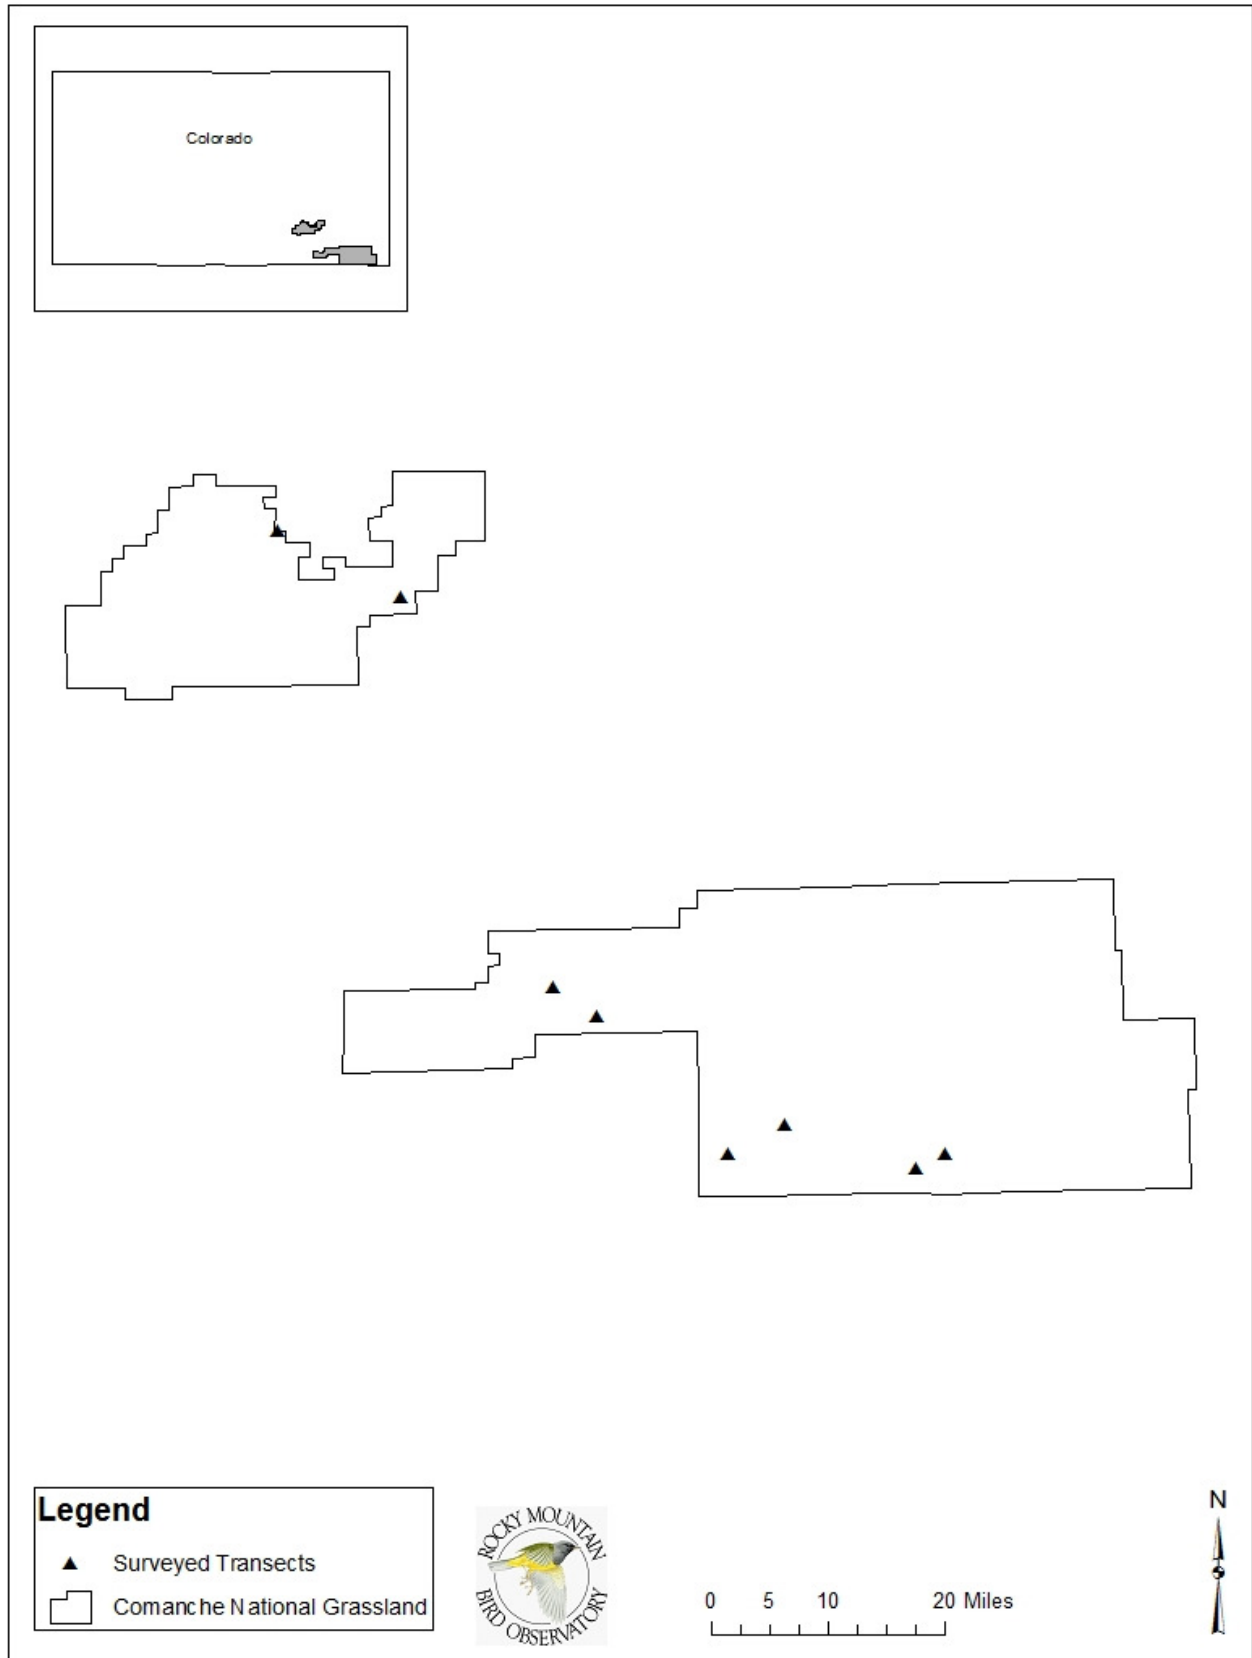 Colorado
Legend
Surveyed Transects
Comanche National Grassland
ROCKY MOUNTAIN
BIRD OBSERVATORY
0 5 10 20 Miles
N